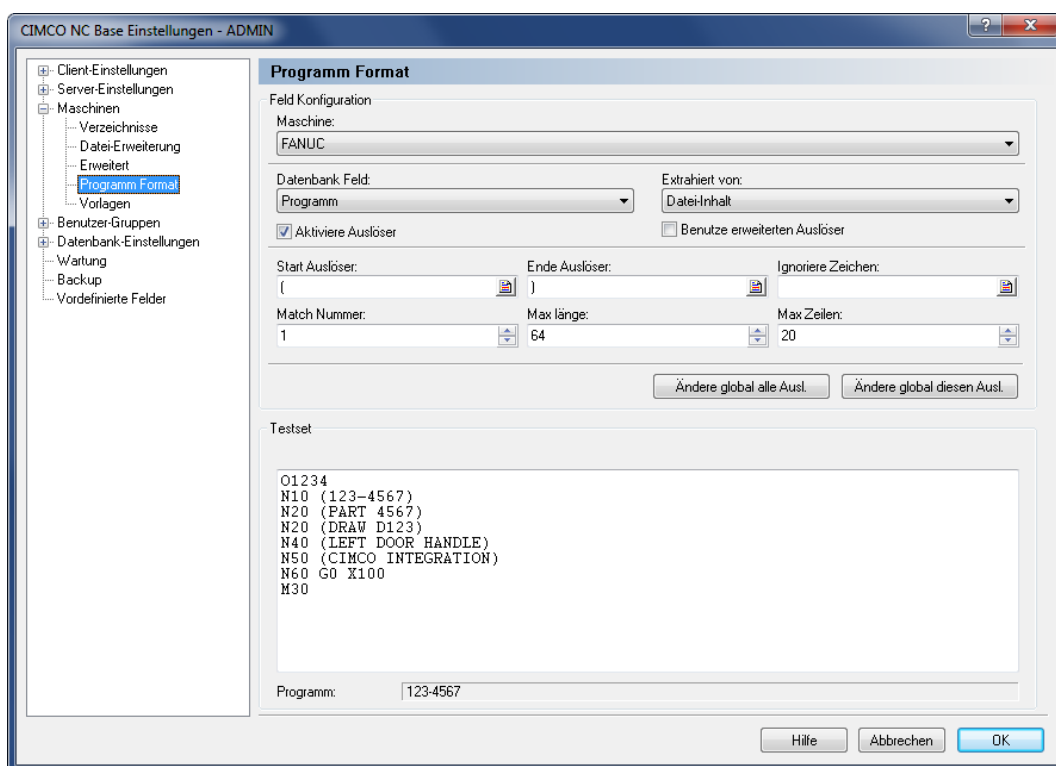 CIMCO NC Base Einstellungen - ADMIN
Client-Einstellungen
Server-Einstellungen
Maschinen
Verzeichnisse
Datei-Erweiterung
Erweitert
Programm Format
Vorlagen
Benutzer-Gruppen
Datenbank-Einstellungen
Wartung
Backup
Vordefinierte Felder
Programm Format
Feld Konfiguration
Maschine:
FANUC
Datenbank Feld: Extrahiert von:
Programm Datei-Inhalt
Aktiviere Auslöser Benutze erweiterten Auslöser
Start Auslöser: Ende Auslöser: Ignoriere Zeichen:
( )
Match Nummer: Max länge: Max Zeilen:
1 64 20
Ändere global alle Ausl. Ändere global diesen Ausl.
Testset
O1234
N10 (123-4567)
N20 (PART 4567)
N20 (DRAW D123)
N40 (LEFT DOOR HANDLE)
N50 (CIMCO INTEGRATION)
N60 G0 X100
M30
Programm: 123-4567
Hilfe Abbrechen OK